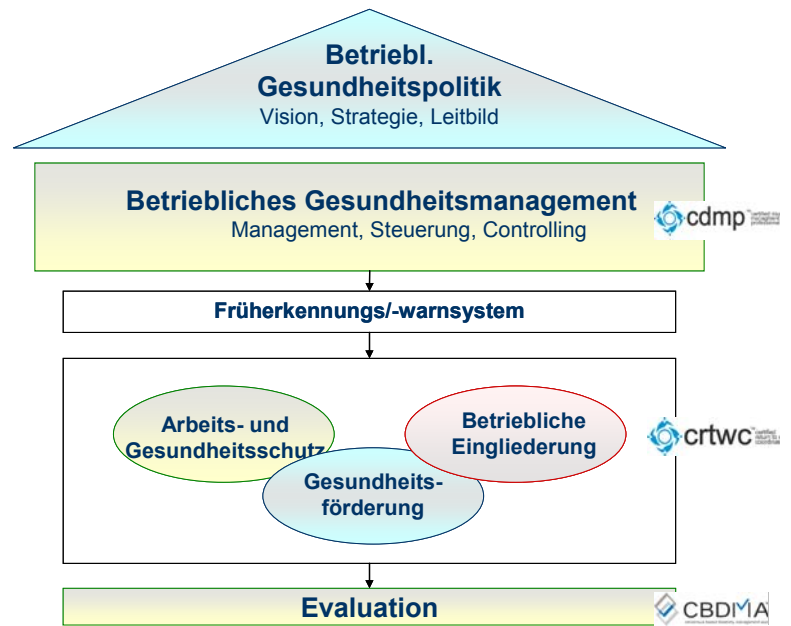 Betriebl.
Gesundheitspolitik
Vision, Strategie, Leitbild
Betriebliches Gesundheitsmanagement
Management, Steuerung, Controlling
cdmp
Früherkennungs/-warnsystem
Arbeits- und
Gesundheitsschutz
Betriebliche
Eingliederung
crtwc
Gesundheits-
förderung
Evaluation
CBDMA